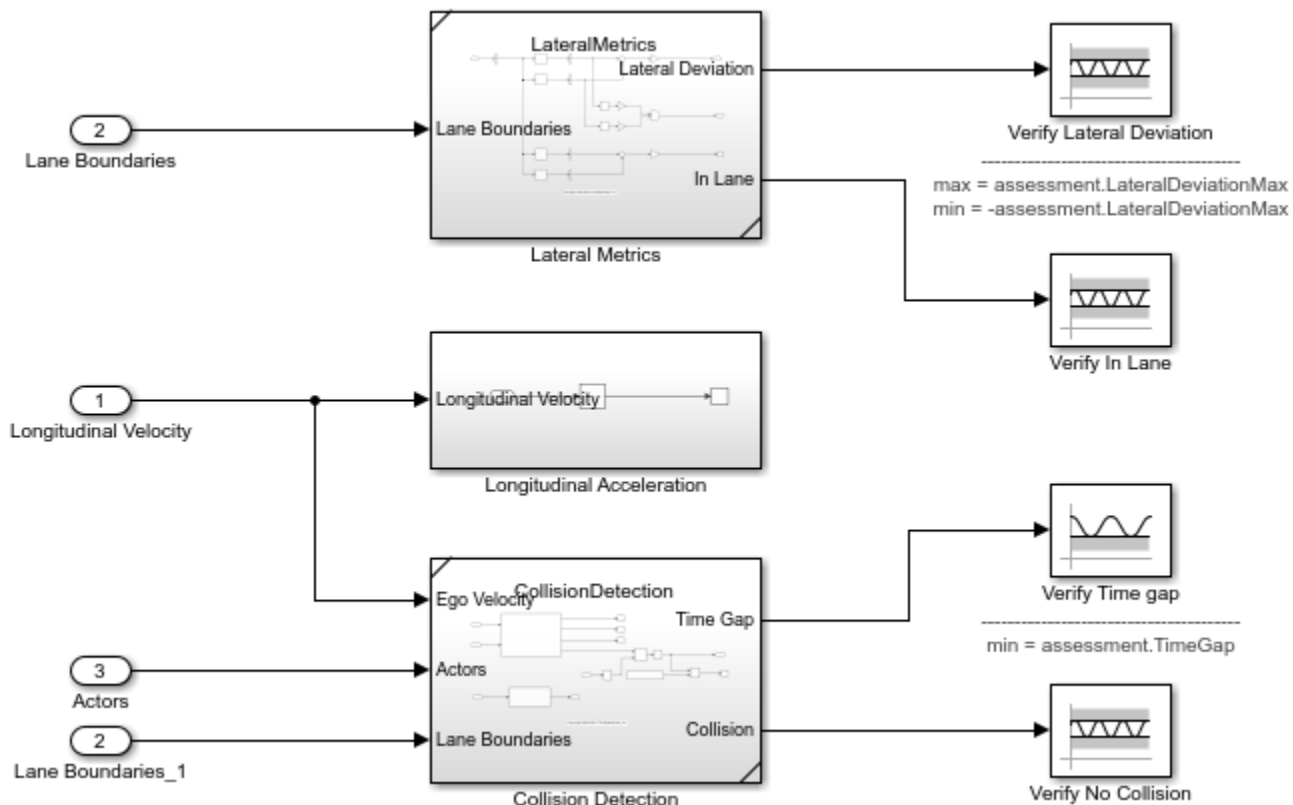 LateralMetrics
Lateral Deviation
2
Lane Boundaries
Lane Boundaries
In Lane
Lateral Metrics
Verify Lateral Deviation
max = assessment.LateralDeviationMax
min = -assessment.LateralDeviationMax
Verify In Lane
1
Longitudinal Velocity
Longitudinal Velocity
Longitudinal Acceleration
CollisionDetection
Ego Velocity
Time Gap
Verify Time gap
min = assessment.TimeGap
3
Actors
Actors
2
Lane Boundaries_1
Lane Boundaries
Collision
Collision Detection
Verify No Collision